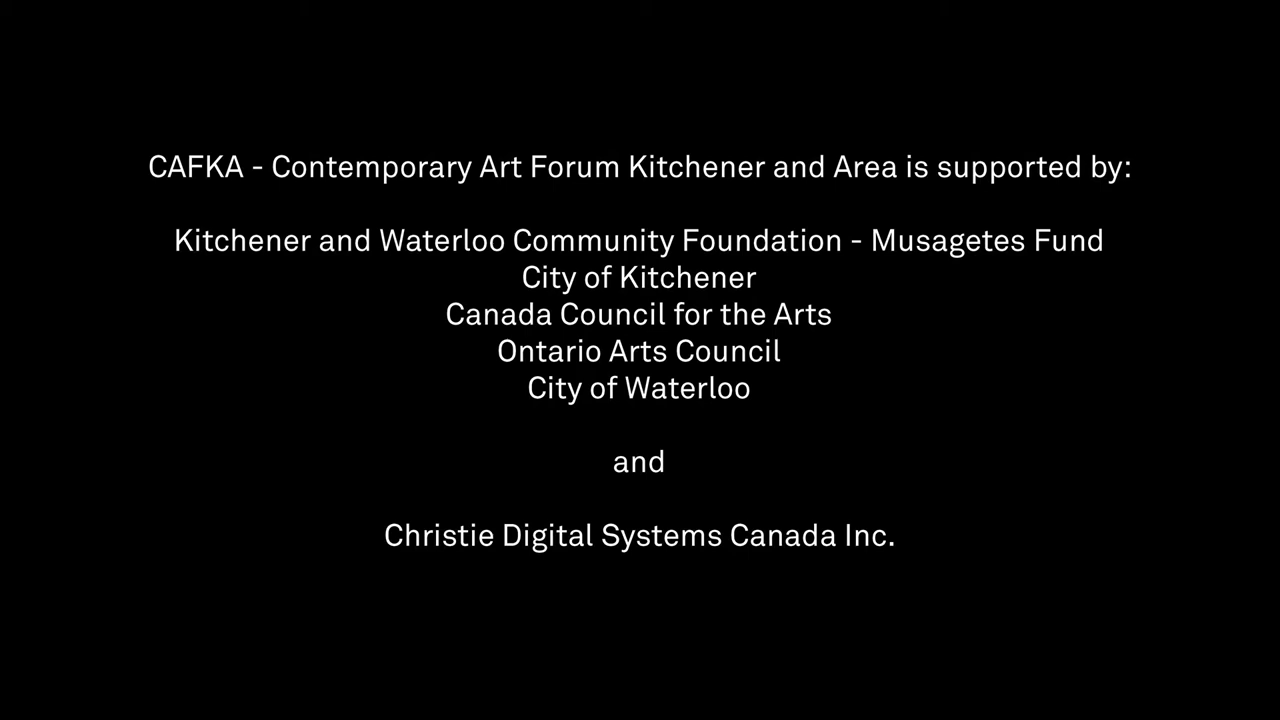 CAFKA - Contemporary Art Forum Kitchener and Area is supported by:
Kitchener and Waterloo Community Foundation - Musagetes Fund
City of Kitchener
Canada Council for the Arts
Ontario Arts Council
City of Waterloo
and
Christie Digital Systems Canada Inc.